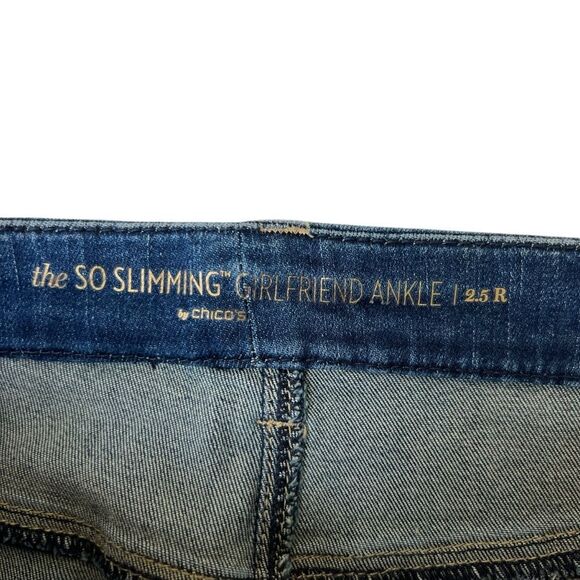 the SO SLIMMING™ GIRLFRIEND ANKLE | 2.5 R
by chico's